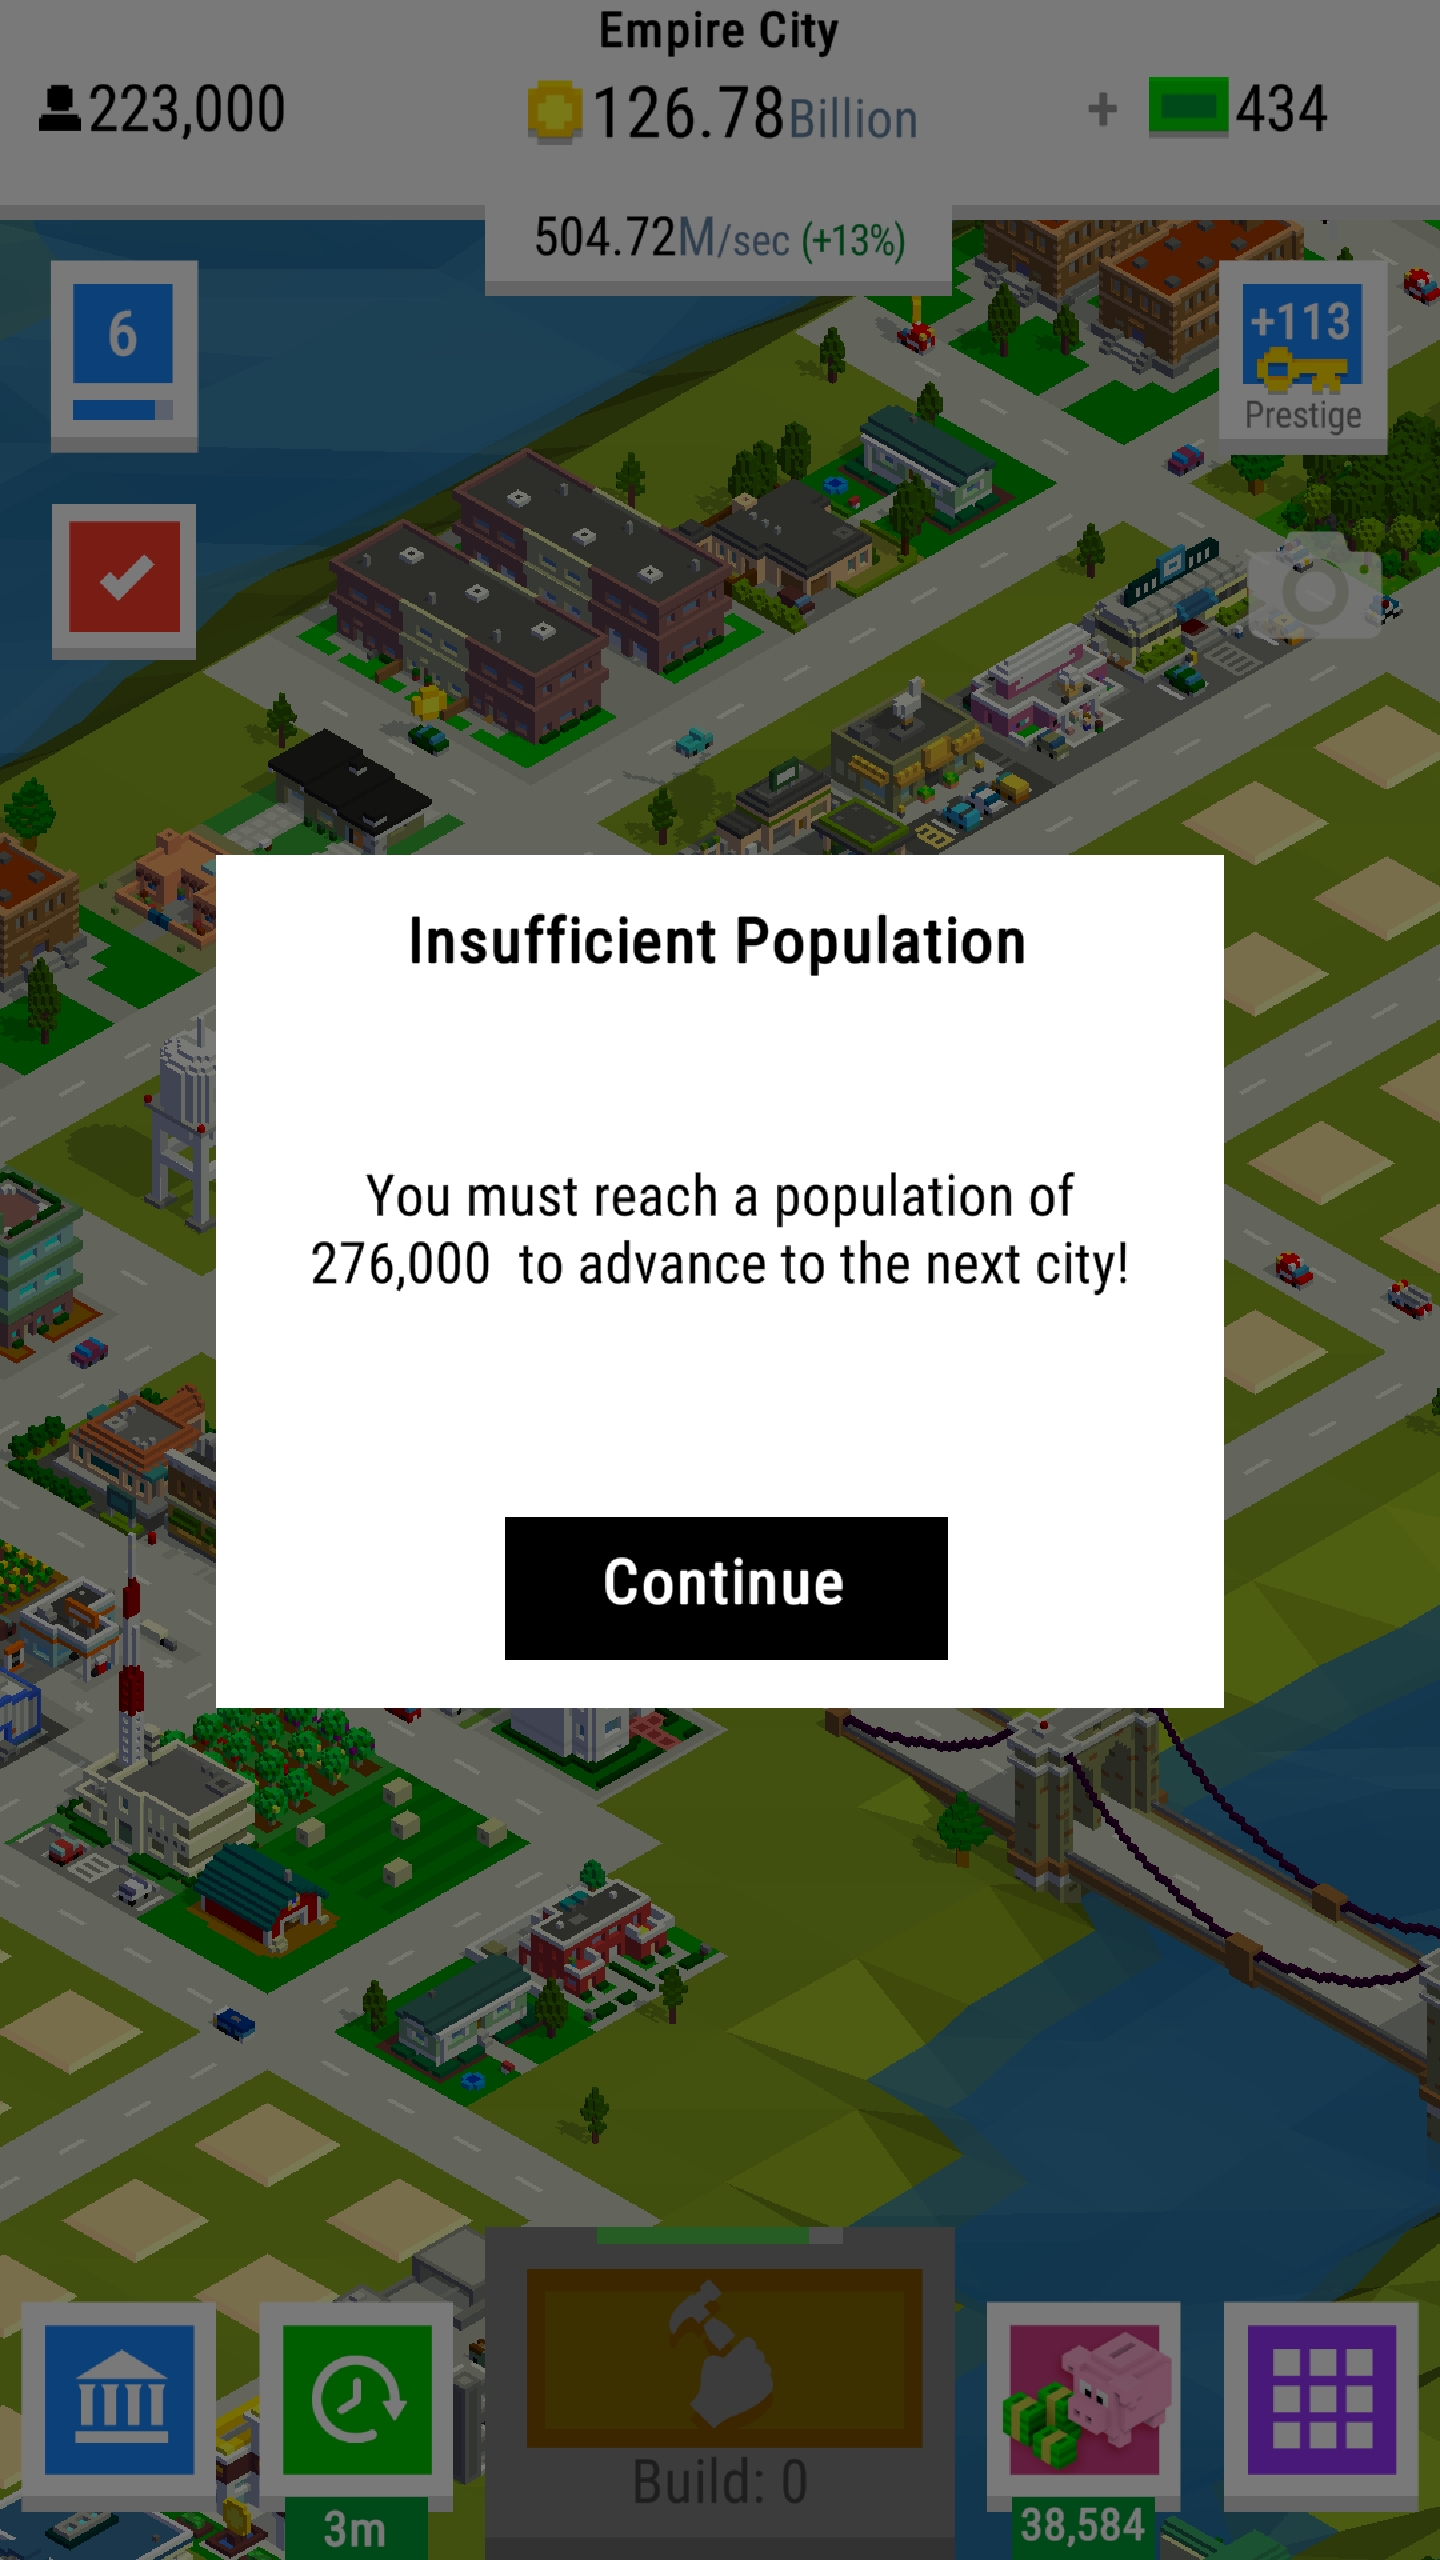 Empire City
223,000
126.78Billion
+ 434
504.72M/sec (+13%)
6
+113
Prestige
Insufficient Population
You must reach a population of
276,000 to advance to the next city!
Continue
Build: 0
3m
38,584